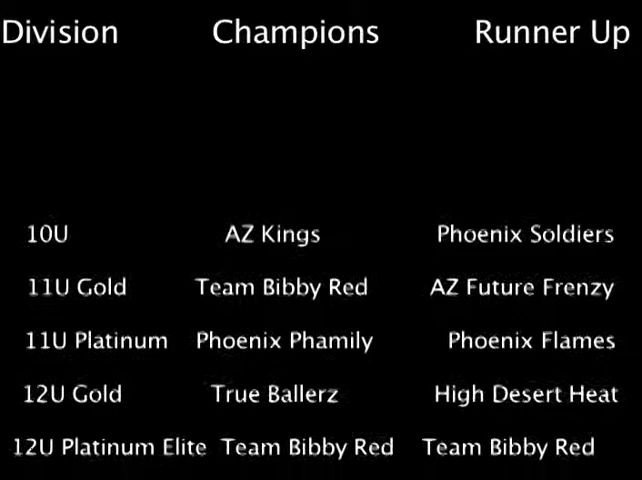 Division Champions Runner Up
10U AZ Kings Phoenix Soldiers
11U Gold Team Bibby Red AZ Future Frenzy
11U Platinum Phoenix Phamily Phoenix Flames
12U Gold True Ballerz High Desert Heat
12U Platinum Elite Team Bibby Red Team Bibby Red